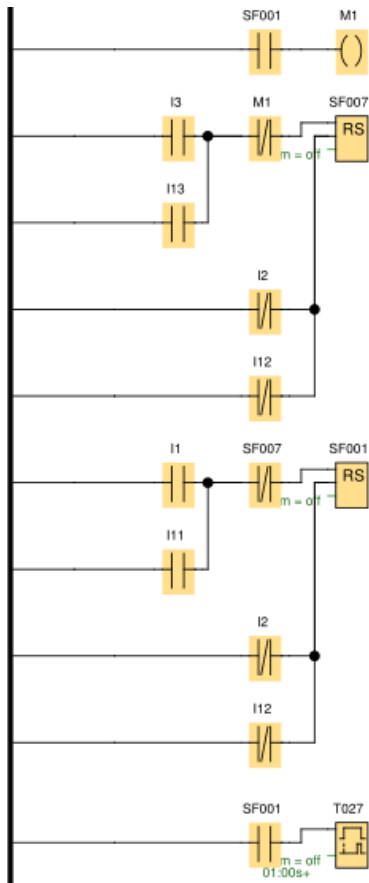 SF001 M1
I3 M1 SF007
RS
m = off
I13
I2
I12
I1 SF007 SF001
RS
m = off
I11
I2
I12
SF001 T027
m = off
01:00s+